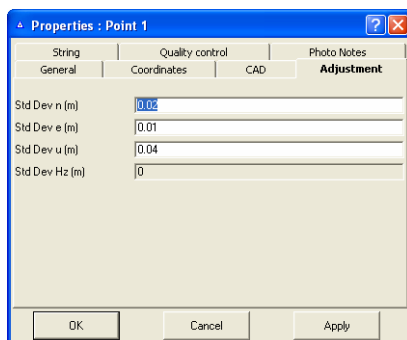 Properties : Point 1
String Quality control Photo Notes
General Coordinates CAD Adjustment
Std Dev n (m) 0.02
Std Dev e (m) 0.01
Std Dev u (m) 0.04
Std Dev Hz (m) 0
OK Cancel Apply